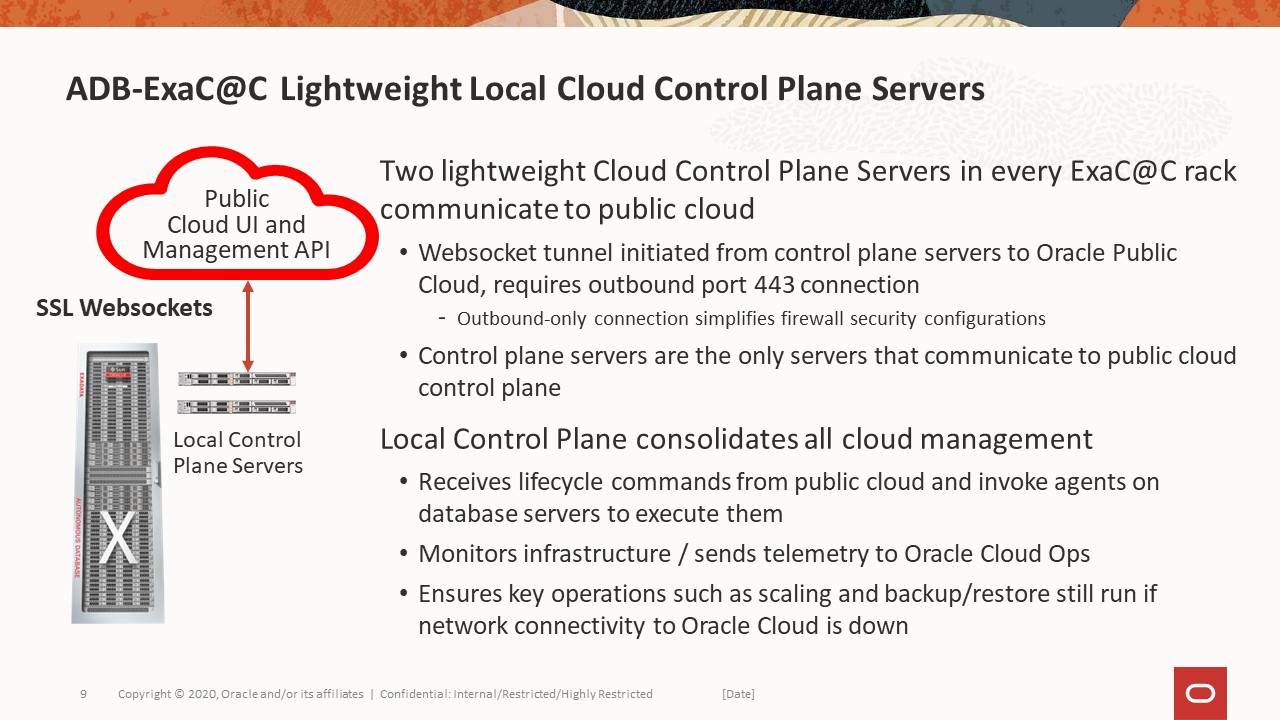 ADB-ExaC@C Lightweight Local Cloud Control Plane Servers
Public
Cloud UI and
Management API
SSL Websockets
EXADATA
Sun
ORACLE
AUTONOMOUS DATABASE
X
Local Control
Plane Servers
Two lightweight Cloud Control Plane Servers in every ExaC@C rack
communicate to public cloud
• Websocket tunnel initiated from control plane servers to Oracle Public
Cloud, requires outbound port 443 connection
- Outbound-only connection simplifies firewall security configurations
• Control plane servers are the only servers that communicate to public cloud
control plane
Local Control Plane consolidates all cloud management
• Receives lifecycle commands from public cloud and invoke agents on
database servers to execute them
• Monitors infrastructure / sends telemetry to Oracle Cloud Ops
• Ensures key operations such as scaling and backup/restore still run if
network connectivity to Oracle Cloud is down
9 Copyright © 2020, Oracle and/or its affiliates | Confidential: Internal/Restricted/Highly Restricted [Date]